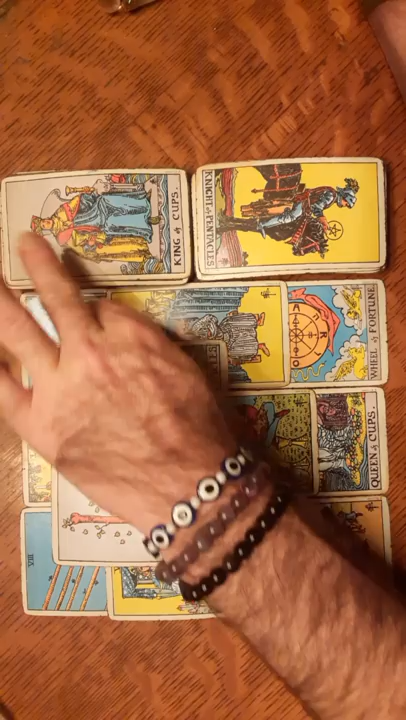 KING of CUPS.
KNIGHT of PENTACLES
WHEEL of FORTUNE
QUEEN of CUPS.
VIII